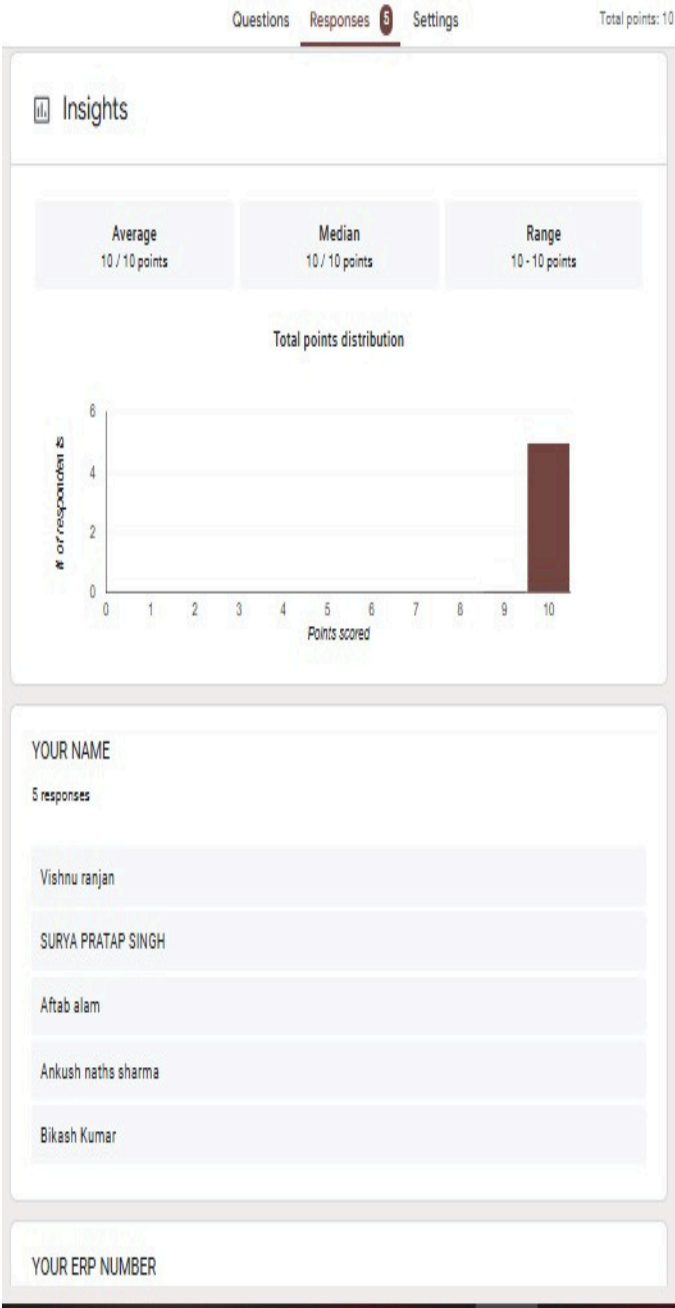 Questions Responses 5 Settings Total points: 10
Insights
Average Median Range
10 / 10 points 10 / 10 points 10 - 10 points
Total points distribution
6
4
2
0
# of respondents
0 1 2 3 4 5 6 7 8 9 10
Points scored
YOUR NAME
5 responses
Vishnu ranjan
SURYA PRATAP SINGH
Aftab alam
Ankush naths sharma
Bikash Kumar
YOUR ERP NUMBER